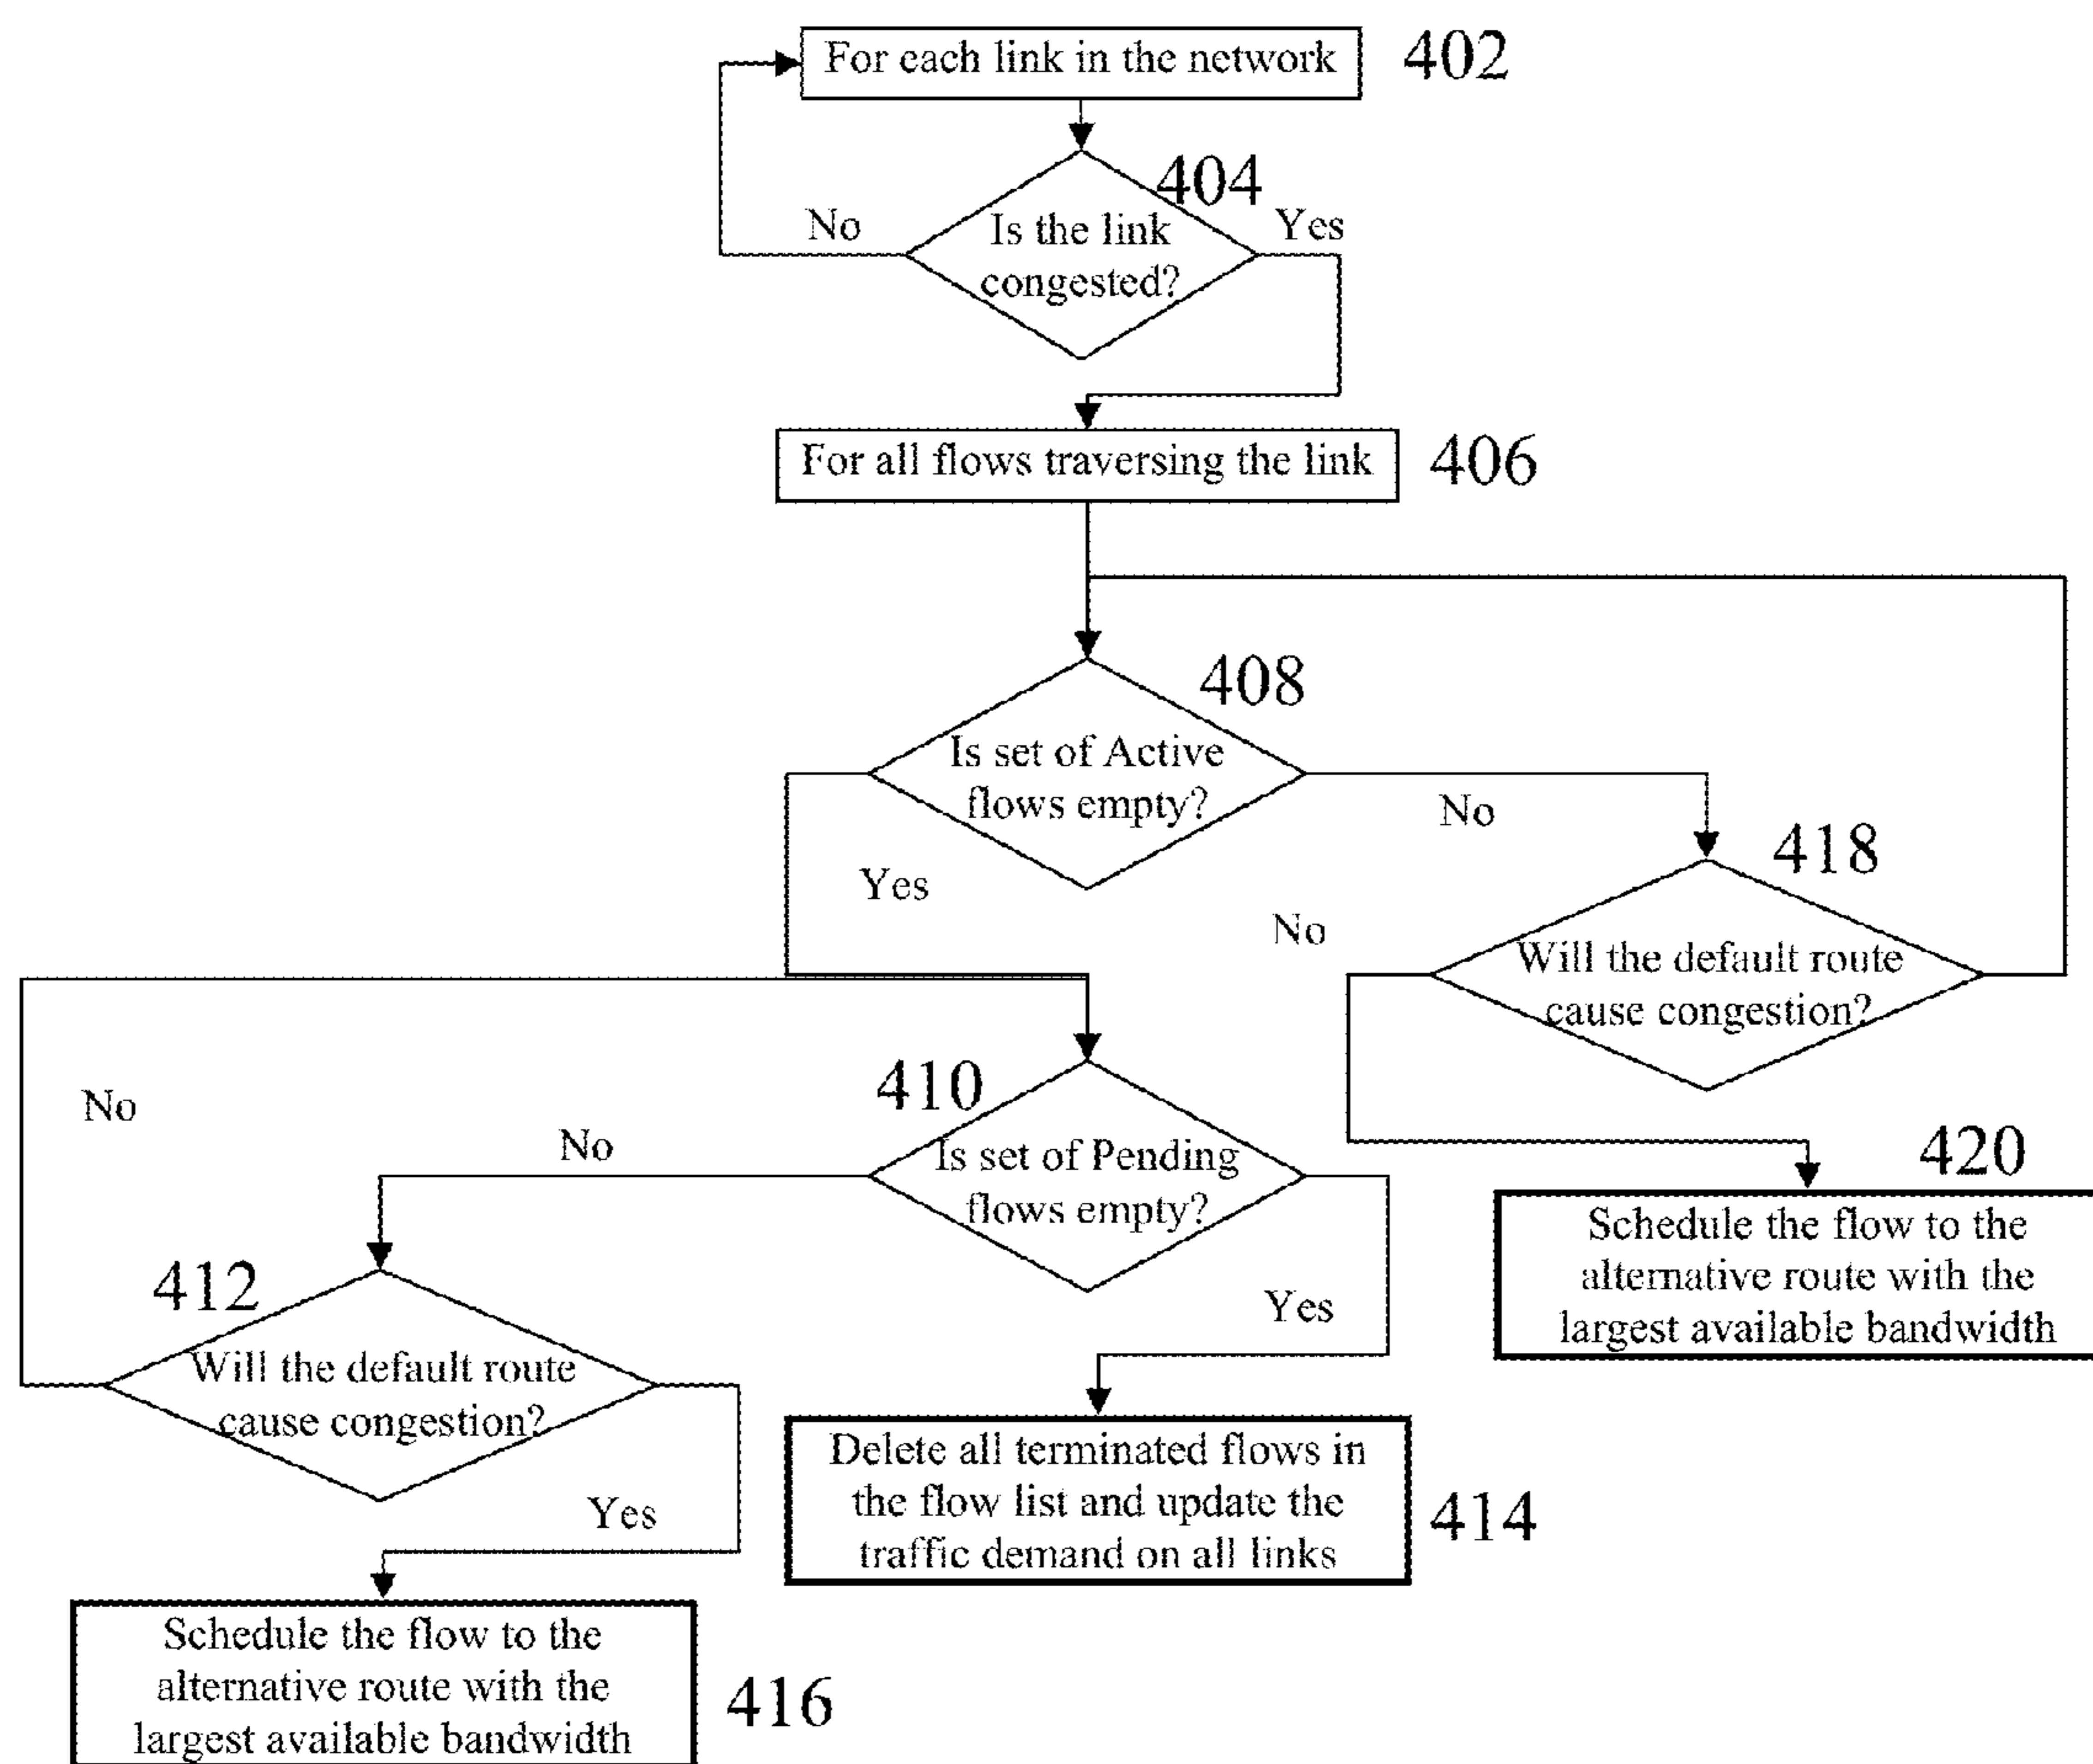 For each link in the network
402
404
No
Is the link
congested?
Yes
For all flows traversing the link
406
408
Is set of Active
flows empty?
No
Yes
418
No
Will the default route
cause congestion?
410
No
No
Is set of Pending
flows empty?
Yes
420
Schedule the flow to the
alternative route with the
largest available bandwidth
412
Will the default route
cause congestion?
Yes
Delete all terminated flows in
the flow list and update the
traffic demand on all links
414
Schedule the flow to the
alternative route with the
largest available bandwidth
416